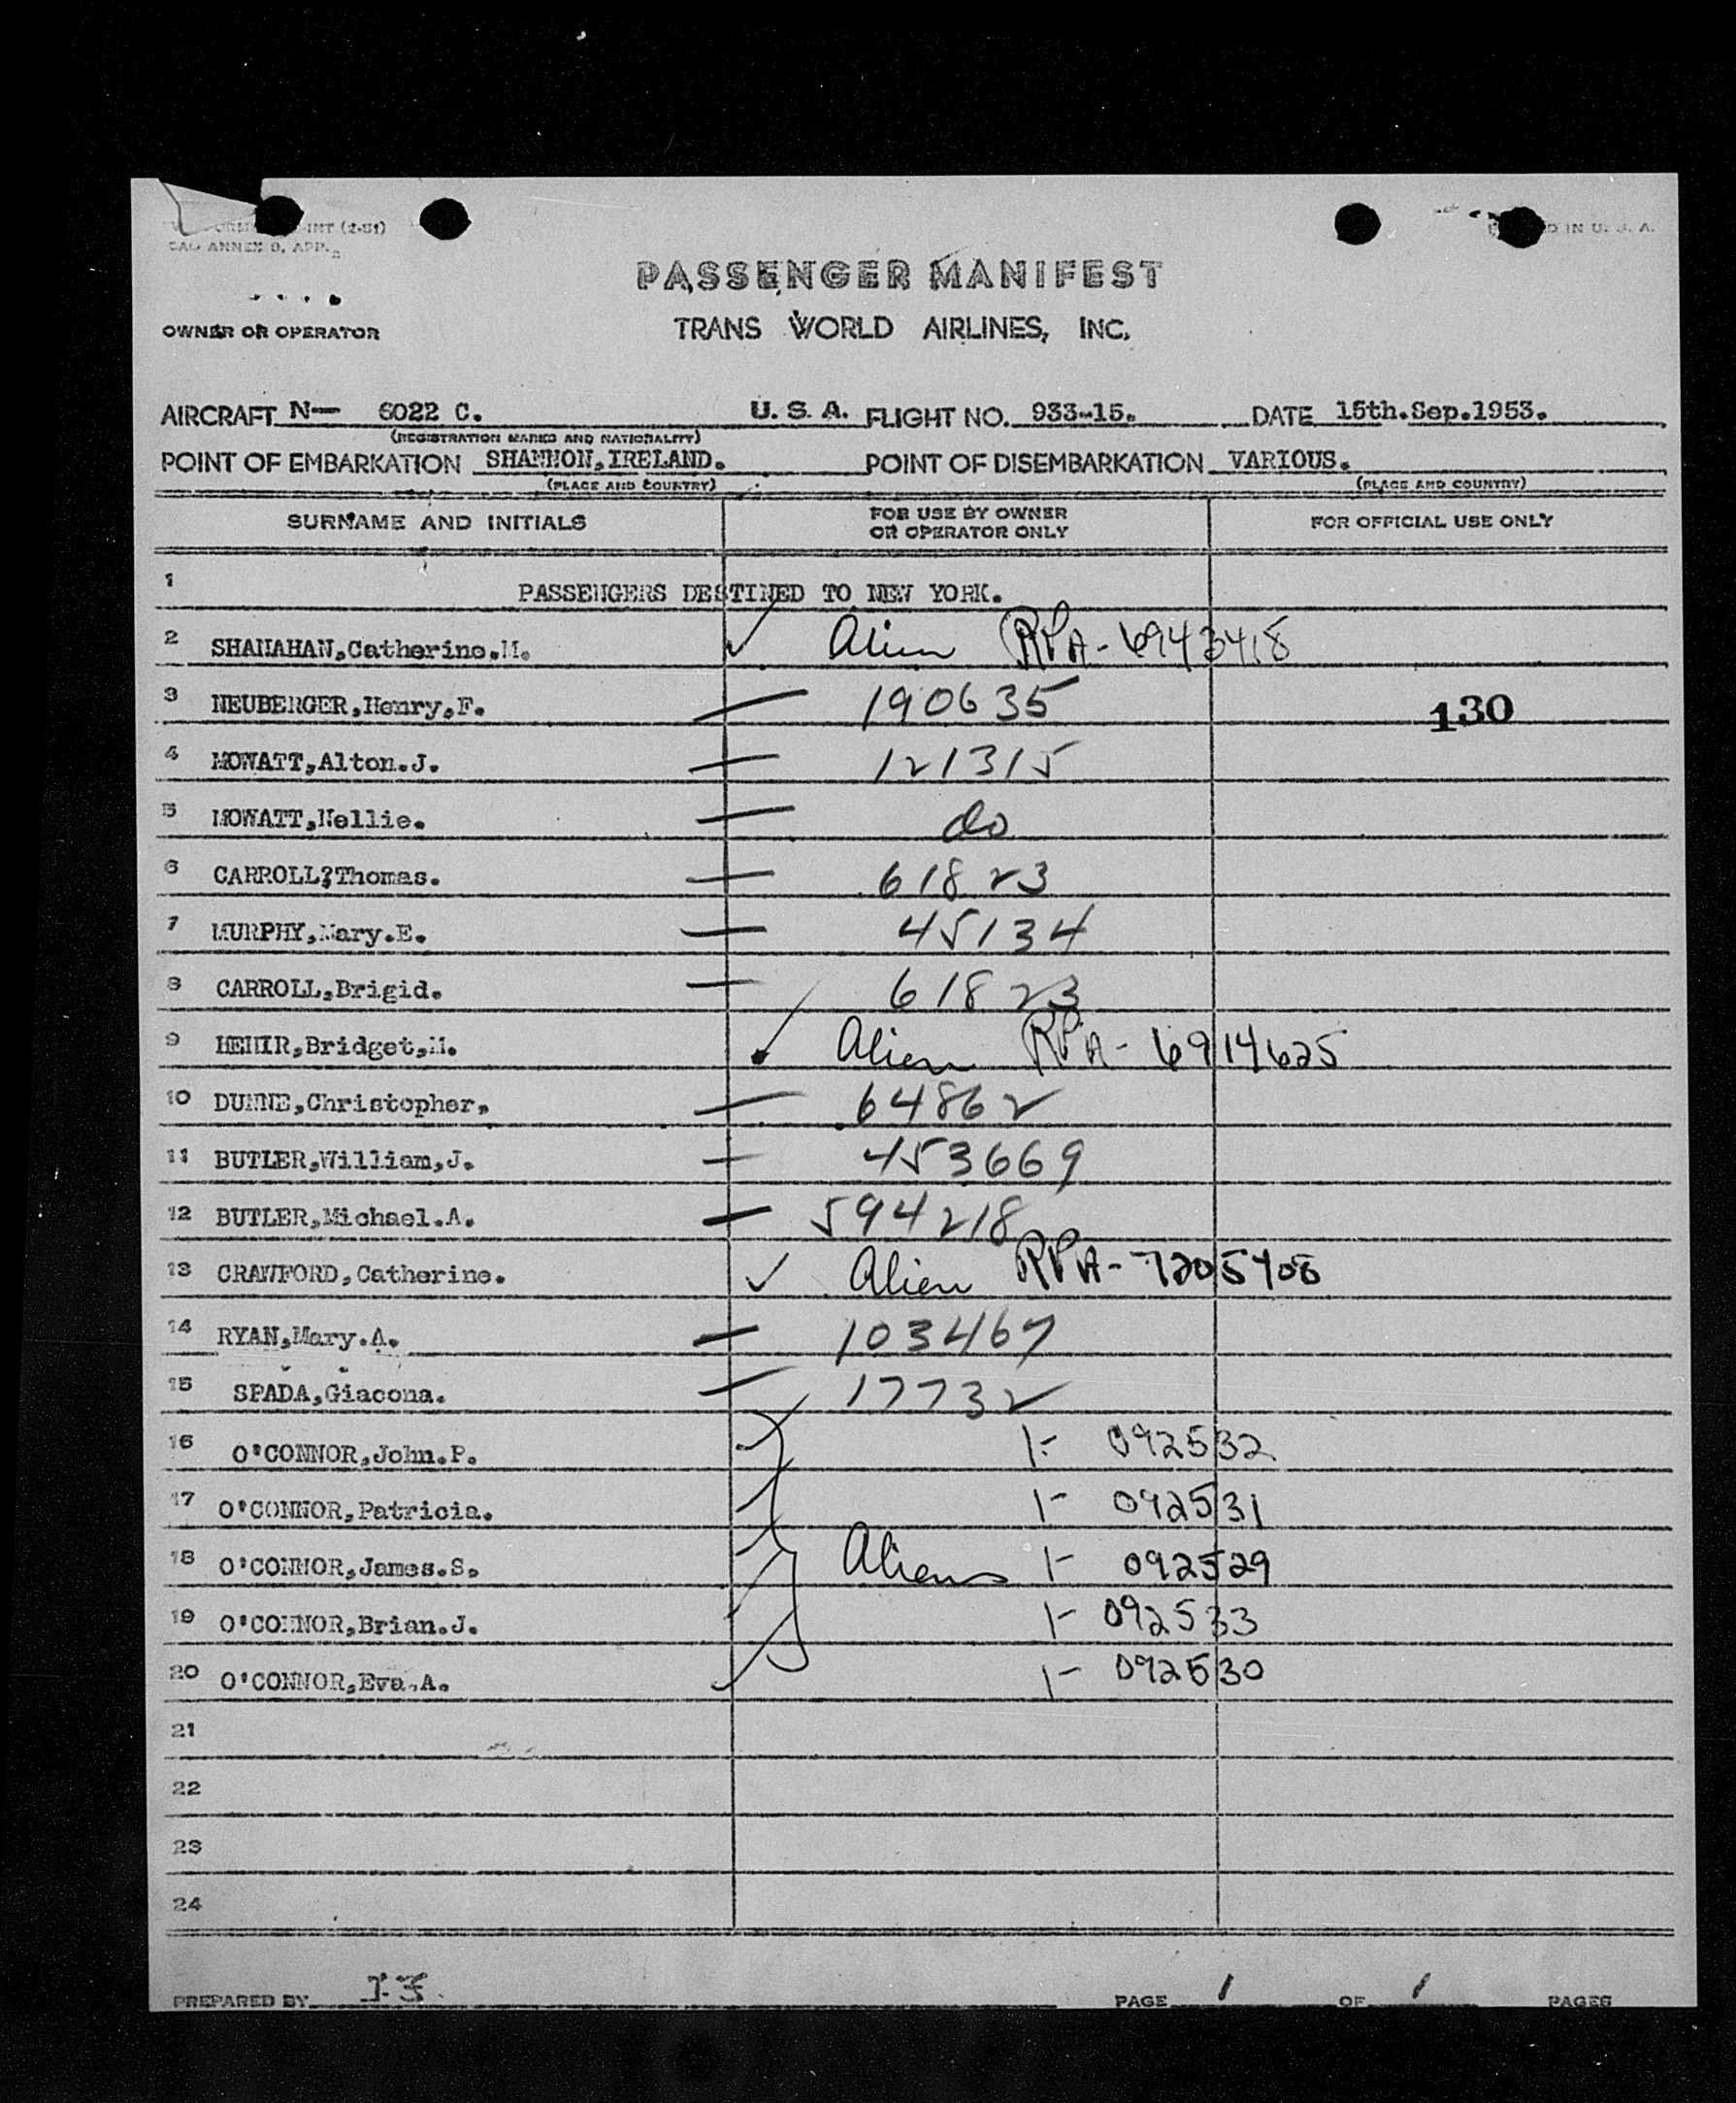 CAO ANNEX 9, APP.
PASSENGER MANIFEST
OWNER OR OPERATOR
TRANS WORLD AIRLINES, INC.
AIRCRAFT N— 6022 C. U. S. A. FLIGHT NO. 933-15. DATE 15th.Sep.1953.
(REGISTRATION MARKS AND NATIONALITY)
POINT OF EMBARKATION SHANNON,IRELAND. POINT OF DISEMBARKATION VARIOUS.
(PLACE AND COUNTRY) (PLACE AND COUNTRY)
SURNAME AND INITIALS FOR USE BY OWNER OR OPERATOR ONLY FOR OFFICIAL USE ONLY
1 PASSENGERS DESTINED TO NEW YORK.
2 SHANAHAN,Catherine.M. ✓ Alien RPA-6943418
3 NEUBERGER,Henry,F. — 190635 130
4 MOWATT,Alton.J. — 121315
5 MOWATT,Nellie. — do
6 CARROLL?Thomas. — 61823
7 MURPHY,Mary.E. — 45134
8 CARROLL,Brigid. — 61823
9 HEHIR,Bridget,M. ✓ Alien RPA-6914625
10 DUNNE,Christopher, — 64862
11 BUTLER,William,J. — 453669
12 BUTLER,Michael.A. — 594218
13 CRAWFORD,Catherine. ✓ Alien RPA-7205408
14 RYAN,Mary.A. — 103467
15 SPADA,Giacona. — 17732
16 O'CONNOR,John.P. 1- 092532
17 O'CONNOR,Patricia. 1- 092531
18 O'CONNOR,James.S. Aliens 1- 092529
19 O'CONNOR,Brian.J. 1- 092533
20 O'CONNOR,Eva.A. 1- 092530
21
22
23
24
PREPARED BY PAGE 1 OF 1 PAGES